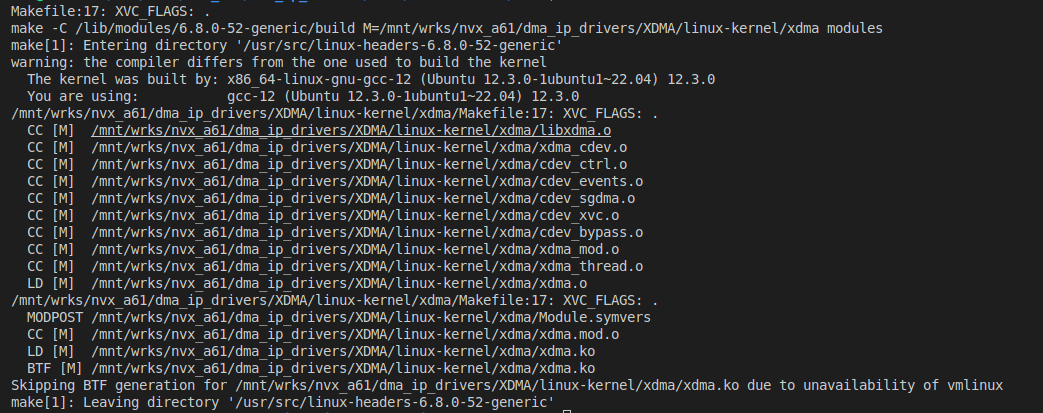 Makefile:17: XVC_FLAGS: .
make -C /lib/modules/6.8.0-52-generic/build M=/mnt/wrks/nvx_a61/dma_ip_drivers/XDMA/linux-kernel/xdma modules
make[1]: Entering directory '/usr/src/linux-headers-6.8.0-52-generic'
warning: the compiler differs from the one used to build the kernel
  The kernel was built by: x86_64-linux-gnu-gcc-12 (Ubuntu 12.3.0-1ubuntu1~22.04) 12.3.0
  You are using:           gcc-12 (Ubuntu 12.3.0-1ubuntu1~22.04) 12.3.0
/mnt/wrks/nvx_a61/dma_ip_drivers/XDMA/linux-kernel/xdma/Makefile:17: XVC_FLAGS: .
  CC [M]  /mnt/wrks/nvx_a61/dma_ip_drivers/XDMA/linux-kernel/xdma/libxdma.o
  CC [M]  /mnt/wrks/nvx_a61/dma_ip_drivers/XDMA/linux-kernel/xdma/xdma_cdev.o
  CC [M]  /mnt/wrks/nvx_a61/dma_ip_drivers/XDMA/linux-kernel/xdma/cdev_ctrl.o
  CC [M]  /mnt/wrks/nvx_a61/dma_ip_drivers/XDMA/linux-kernel/xdma/cdev_events.o
  CC [M]  /mnt/wrks/nvx_a61/dma_ip_drivers/XDMA/linux-kernel/xdma/cdev_sgdma.o
  CC [M]  /mnt/wrks/nvx_a61/dma_ip_drivers/XDMA/linux-kernel/xdma/cdev_xvc.o
  CC [M]  /mnt/wrks/nvx_a61/dma_ip_drivers/XDMA/linux-kernel/xdma/cdev_bypass.o
  CC [M]  /mnt/wrks/nvx_a61/dma_ip_drivers/XDMA/linux-kernel/xdma/xdma_mod.o
  CC [M]  /mnt/wrks/nvx_a61/dma_ip_drivers/XDMA/linux-kernel/xdma/xdma_thread.o
  LD [M]  /mnt/wrks/nvx_a61/dma_ip_drivers/XDMA/linux-kernel/xdma/xdma.o
/mnt/wrks/nvx_a61/dma_ip_drivers/XDMA/linux-kernel/xdma/Makefile:17: XVC_FLAGS: .
  MODPOST /mnt/wrks/nvx_a61/dma_ip_drivers/XDMA/linux-kernel/xdma/Module.symvers
  CC [M]  /mnt/wrks/nvx_a61/dma_ip_drivers/XDMA/linux-kernel/xdma/xdma.mod.o
  LD [M]  /mnt/wrks/nvx_a61/dma_ip_drivers/XDMA/linux-kernel/xdma/xdma.ko
  BTF [M] /mnt/wrks/nvx_a61/dma_ip_drivers/XDMA/linux-kernel/xdma/xdma.ko
Skipping BTF generation for /mnt/wrks/nvx_a61/dma_ip_drivers/XDMA/linux-kernel/xdma/xdma.ko due to unavailability of vmlinux
make[1]: Leaving directory '/usr/src/linux-headers-6.8.0-52-generic'